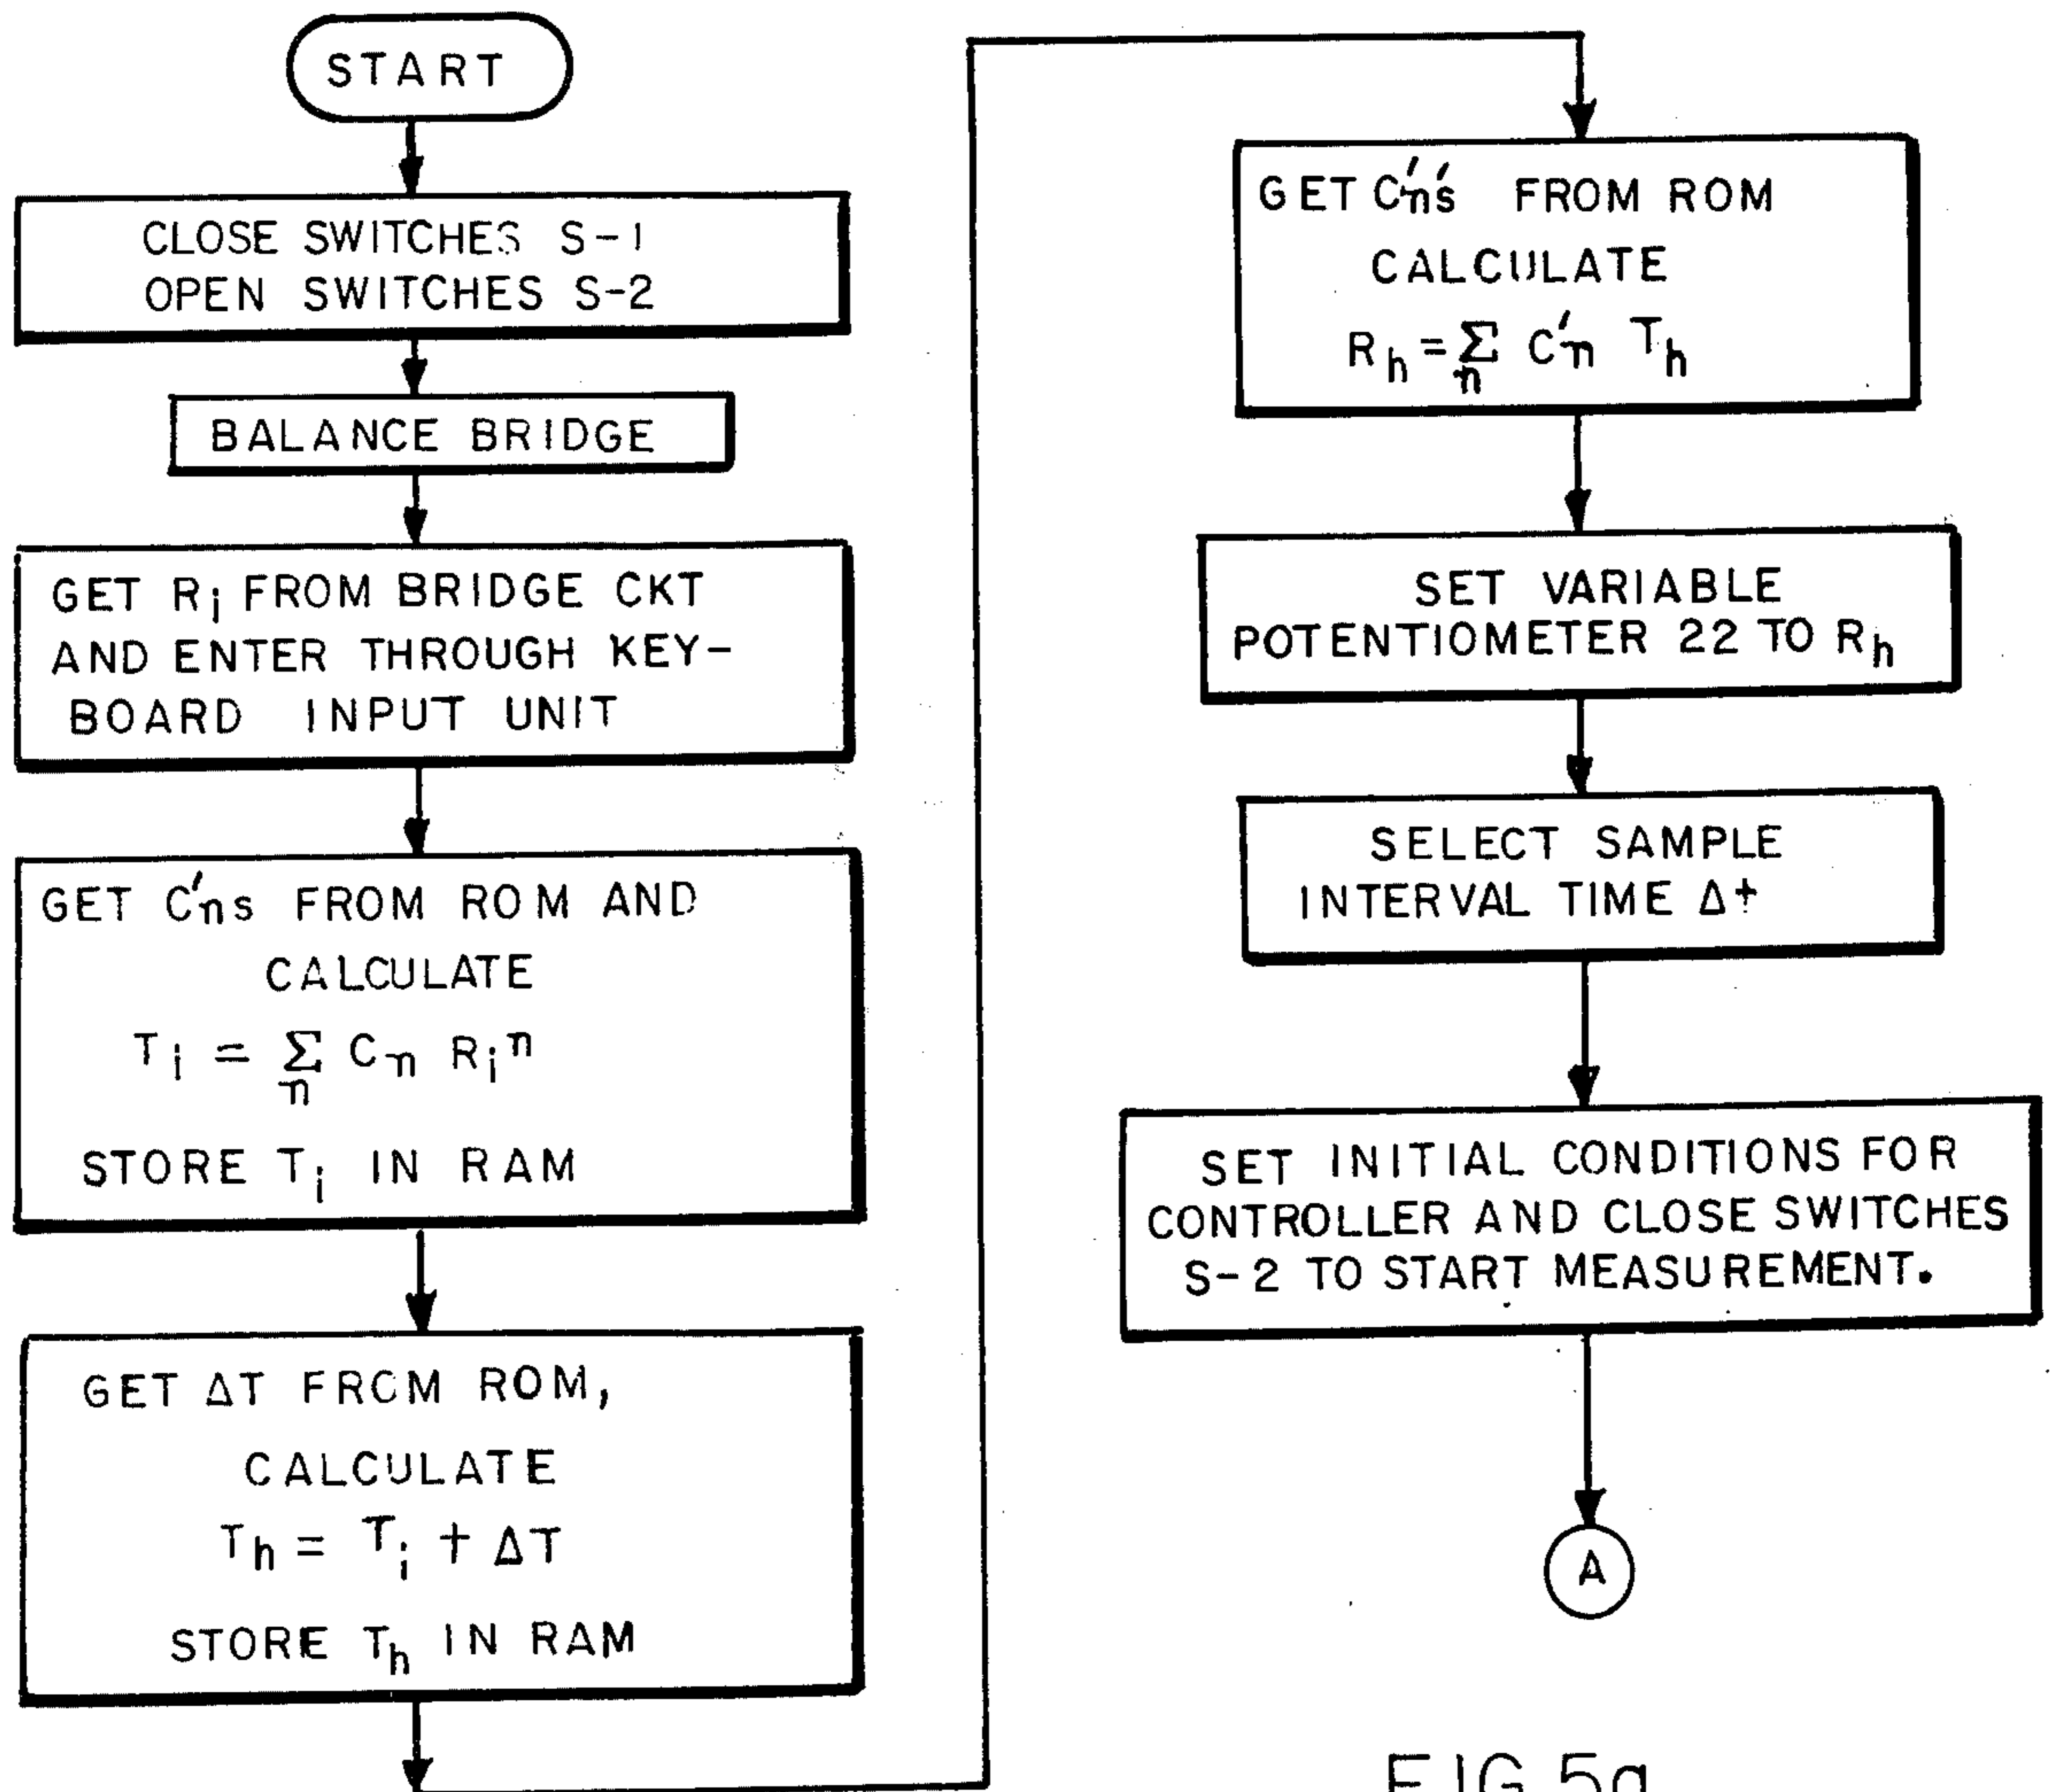 START
CLOSE SWITCHES S-1
OPEN SWITCHES S-2
BALANCE BRIDGE
GET Ri FROM BRIDGE CKT
AND ENTER THROUGH KEY-
BOARD INPUT UNIT
GET C'ns FROM ROM AND
CALCULATE
Ti = Σn Cn Ri^n
STORE Ti IN RAM
GET ΔT FROM ROM,
CALCULATE
Th = Ti + ΔT
STORE Th IN RAM
GET C'n's FROM ROM
CALCULATE
Rh = Σn C'n Th
SET VARIABLE
POTENTIOMETER 22 TO Rh
SELECT SAMPLE
INTERVAL TIME Δt
SET INITIAL CONDITIONS FOR
CONTROLLER AND CLOSE SWITCHES
S-2 TO START MEASUREMENT.
A
FIG 5a